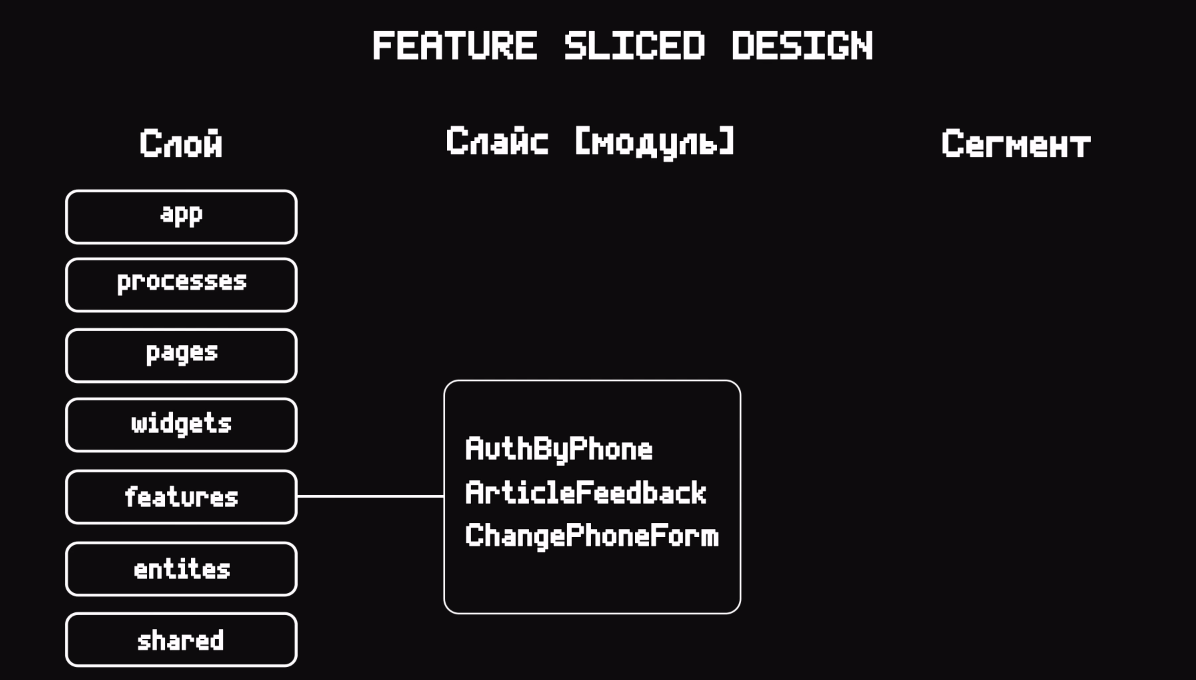 FEATURE SLICED DESIGN
Слой
Слайс [модуль]
Сегмент
app
processes
pages
widgets
features
entites
shared
AuthByPhone
ArticleFeedback
ChangePhoneForm